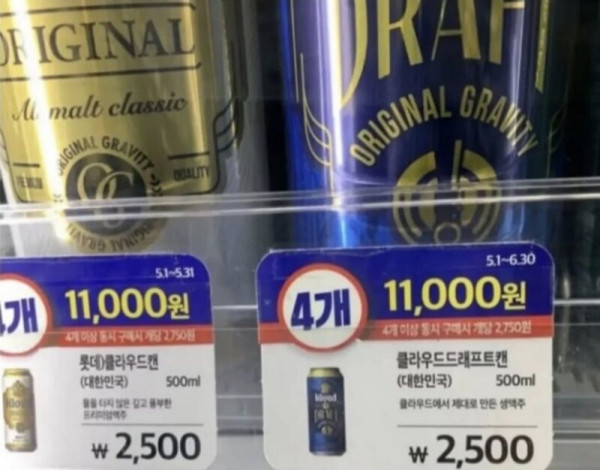 ORIGINAL
All malt classic
ORIGINAL GRAVITY
PREMIUM
QUALITY
OG
ORIGINAL GRAVITY
DRAFT
ORIGINAL GRAVITY
5.1~5.31
4개
11,000원
4개 이상 동시 구매시 개당 2,750원
롯데)클라우드캔
(대한민국) 500ml
물을 타지 않은 깊고 풍부한
프리미엄맥주
₩ 2,500
5.1~6.30
4개
11,000원
4개 이상 동시 구매시 개당 2,750원
클라우드드래프트캔
(대한민국) 500ml
클라우드에서 제대로 만든 생맥주
₩ 2,500